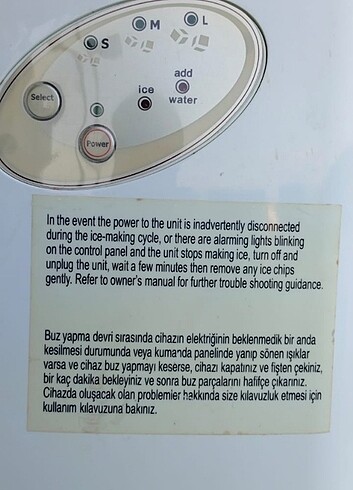 M
L
S
Select
ice
add
water
Power
In the event the power to the unit is inadvertently disconnected
during the ice-making cycle, or there are alarming lights blinking
on the control panel and the unit stops making ice, turn off and
unplug the unit, wait a few minutes then remove any ice chips
gently. Refer to owner's manual for further trouble shooting guidance.
Buz yapma devri sırasında cihazın elektriğinin beklenmedik bir anda
kesilmesi durumunda veya kumanda panelinde yanıp sönen ışıklar
varsa ve cihaz buz yapmayı keserse, cihazı kapatınız ve fişten çekiniz,
bir kaç dakika bekleyiniz ve sonra buz parçalarını hafifçe çıkarınız.
Cihazda oluşacak olan problemler hakkında size kılavuzluk etmesi için
kullanım kılavuzuna bakınız.